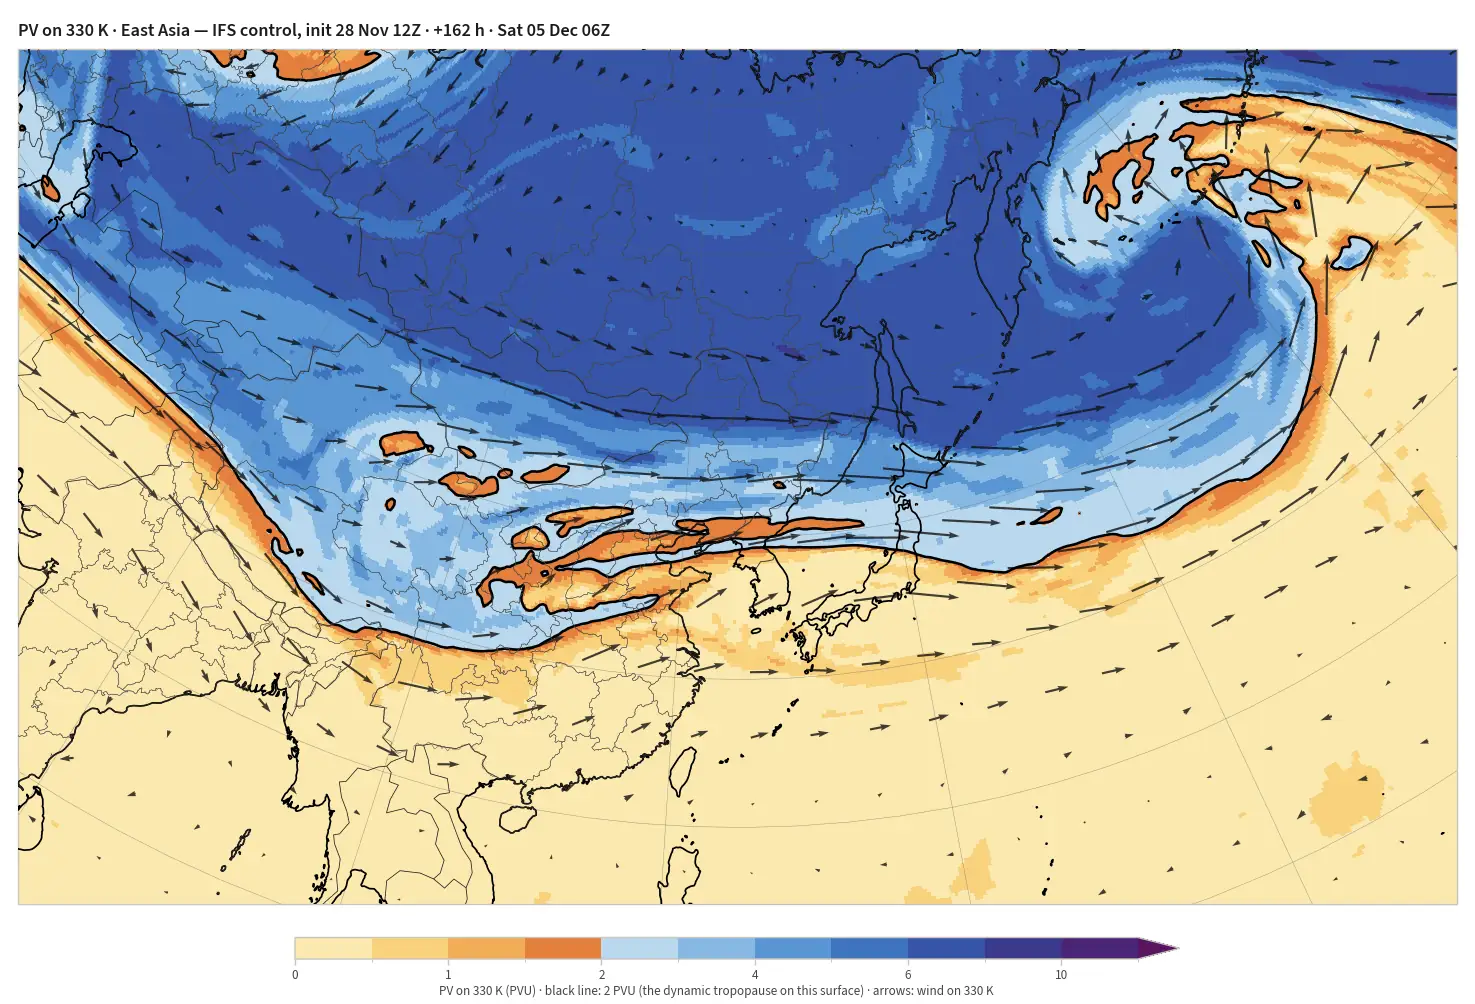 PV on 330 K · East Asia — IFS control, init 28 Nov 12Z · +162 h · Sat 05 Dec 06Z
0 1 2 4 6 10
PV on 330 K (PVU) · black line: 2 PVU (the dynamic tropopause on this surface) · arrows: wind on 330 K